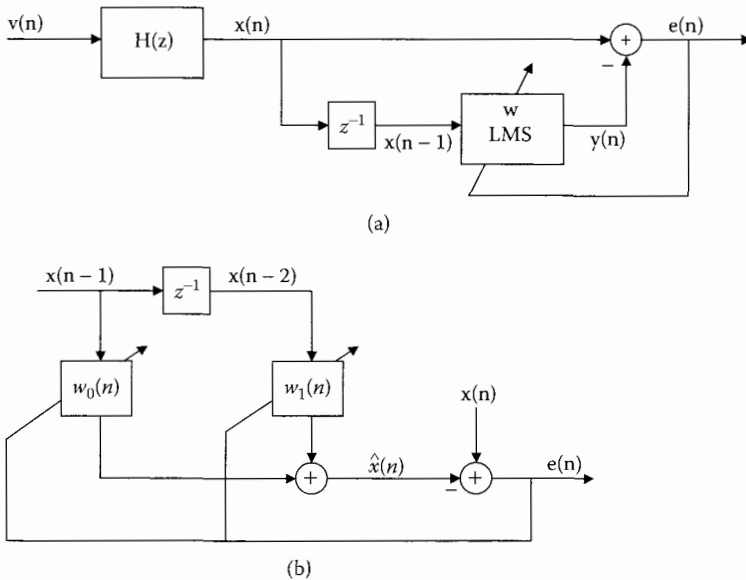 v(n)
H(z)
x(n)
+
e(n)
−
z⁻¹
x(n − 1)
w
LMS
y(n)
(a)
x(n − 1)
z⁻¹
x(n − 2)
w₀(n)
w₁(n)
x(n)
+
x̂(n)
−
+
e(n)
(b)